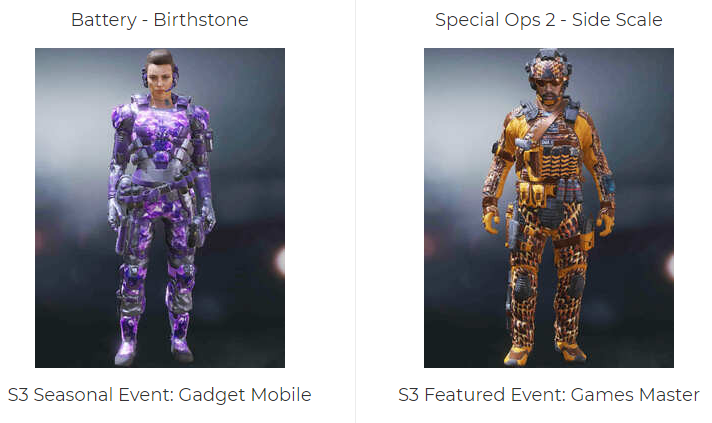 Battery - Birthstone
Special Ops 2 - Side Scale
S3 Seasonal Event: Gadget Mobile
S3 Featured Event: Games Master